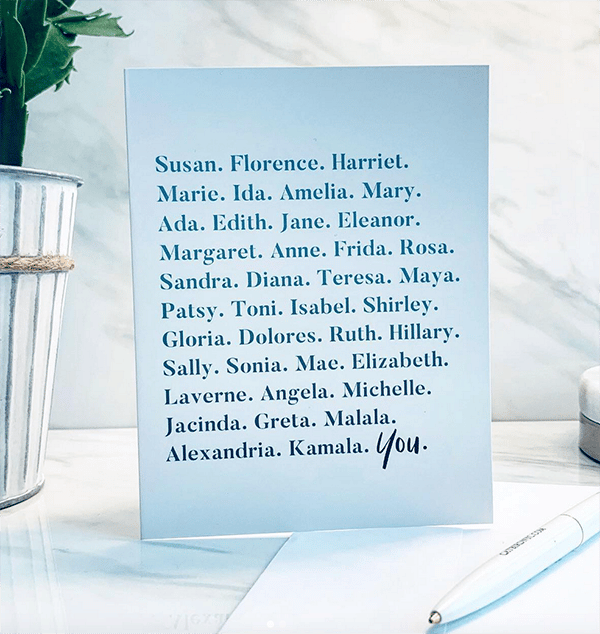 Susan. Florence. Harriet.
Marie. Ida. Amelia. Mary.
Ada. Edith. Jane. Eleanor.
Margaret. Anne. Frida. Rosa.
Sandra. Diana. Teresa. Maya.
Patsy. Toni. Isabel. Shirley.
Gloria. Dolores. Ruth. Hillary.
Sally. Sonia. Mae. Elizabeth.
Laverne. Angela. Michelle.
Jacinda. Greta. Malala.
Alexandria. Kamala. You.